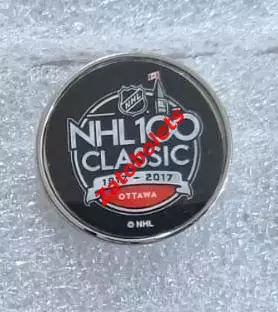 NHL
NHL100
CLASSIC
2017
OTTAWA
© NHL